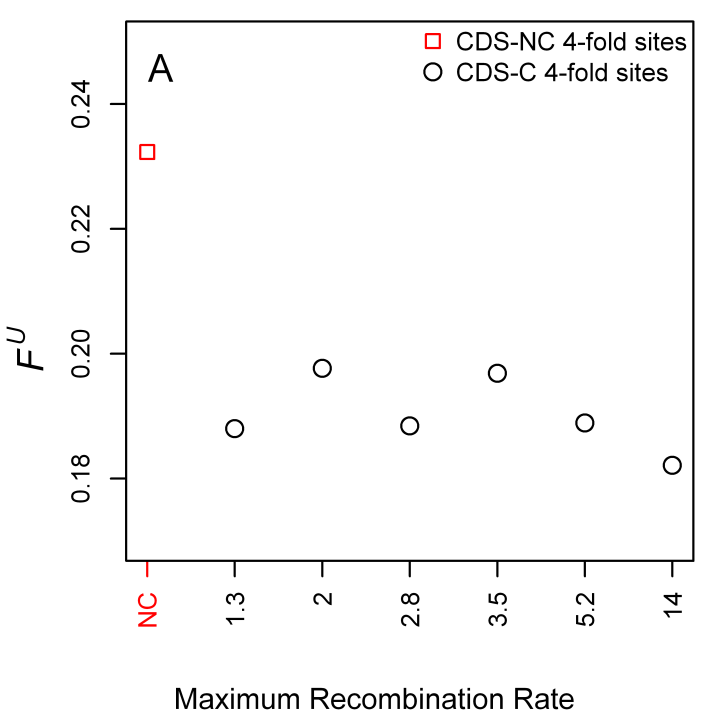 A
CDS-NC 4-fold sites
CDS-C 4-fold sites
0.24
0.22
0.20
0.18
F^U
NC
1.3
2
2.8
3.5
5.2
14
Maximum Recombination Rate